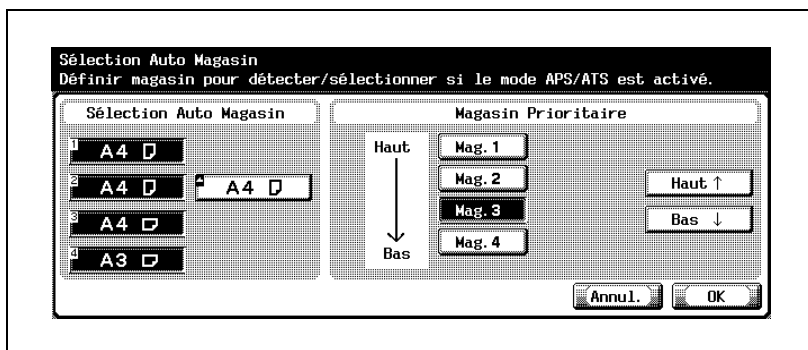 Sélection Auto Magasin
Définir magasin pour détecter/sélectionner si le mode APS/ATS est activé.
Sélection Auto Magasin
1 A4
2 A4
A4
3 A4
4 A3
Magasin Prioritaire
Haut
Bas
Mag. 1
Mag. 2
Mag. 3
Mag. 4
Haut ↑
Bas ↓
Annul.
OK